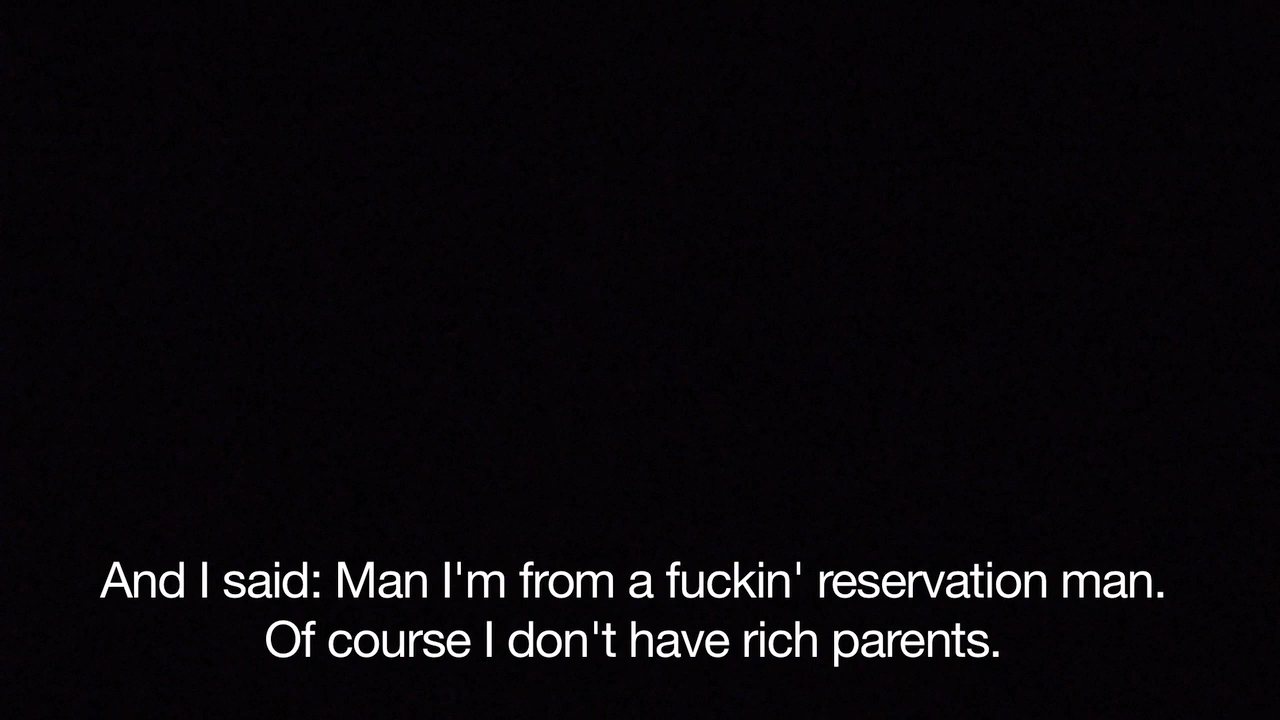 And I said: Man I'm from a fuckin' reservation man.
Of course I don't have rich parents.